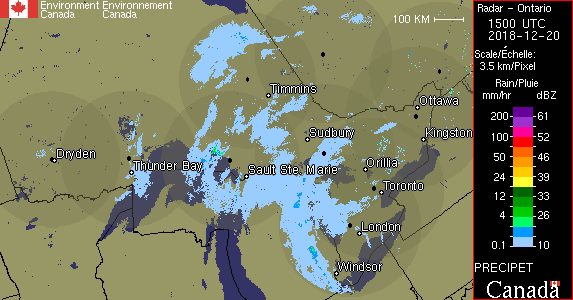 Environment Environnement
Canada Canada
100 KM
Timmins
Ottawa
Sudbury
Kingston
Dryden
Thunder Bay
Sault Ste. Marie
Orillia
Toronto
London
Windsor
Radar - Ontario
1500 UTC
2018-12-20
Scale/Échelle:
3.5 km/Pixel
Rain/Pluie
mm/hr dBZ
200 61
100 52
50 46
24 39
12 33
4 26
0.1 10
PRECIPET
Canada